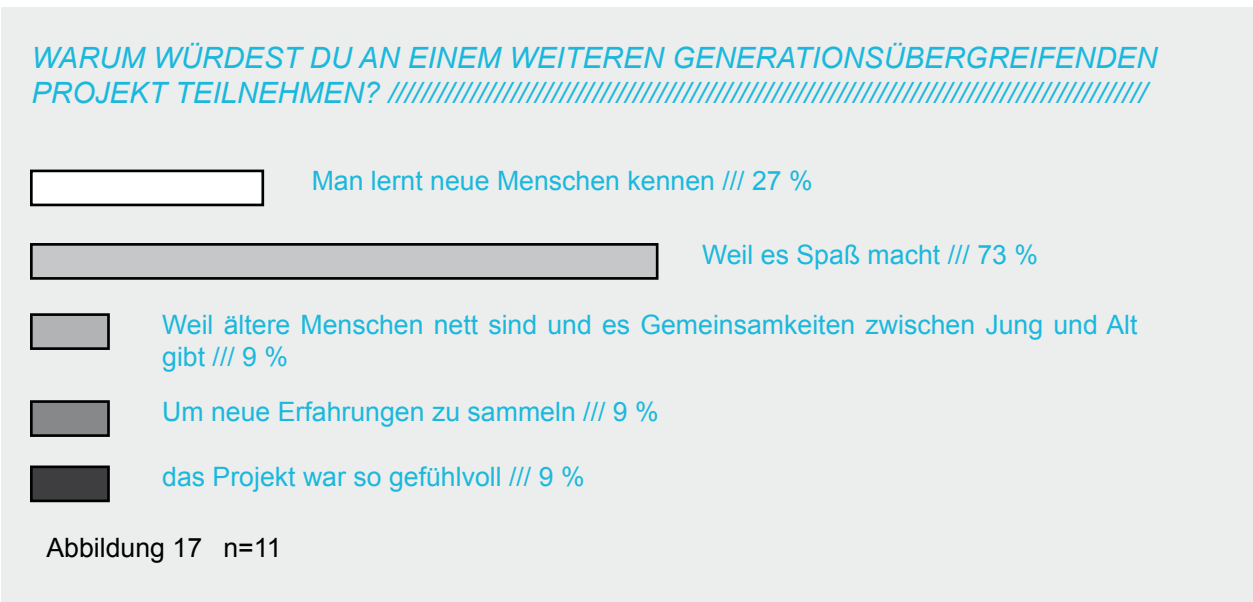 WARUM WÜRDEST DU AN EINEM WEITEREN GENERATIONSÜBERGREIFENDEN
PROJEKT TEILNEHMEN? ////////////////////////////////////////////////////////////////////////////////////////////////
Man lernt neue Menschen kennen /// 27 %
Weil es Spaß macht /// 73 %
Weil ältere Menschen nett sind und es Gemeinsamkeiten zwischen Jung und Alt
gibt /// 9 %
Um neue Erfahrungen zu sammeln /// 9 %
das Projekt war so gefühlvoll /// 9 %
Abbildung 17 n=11